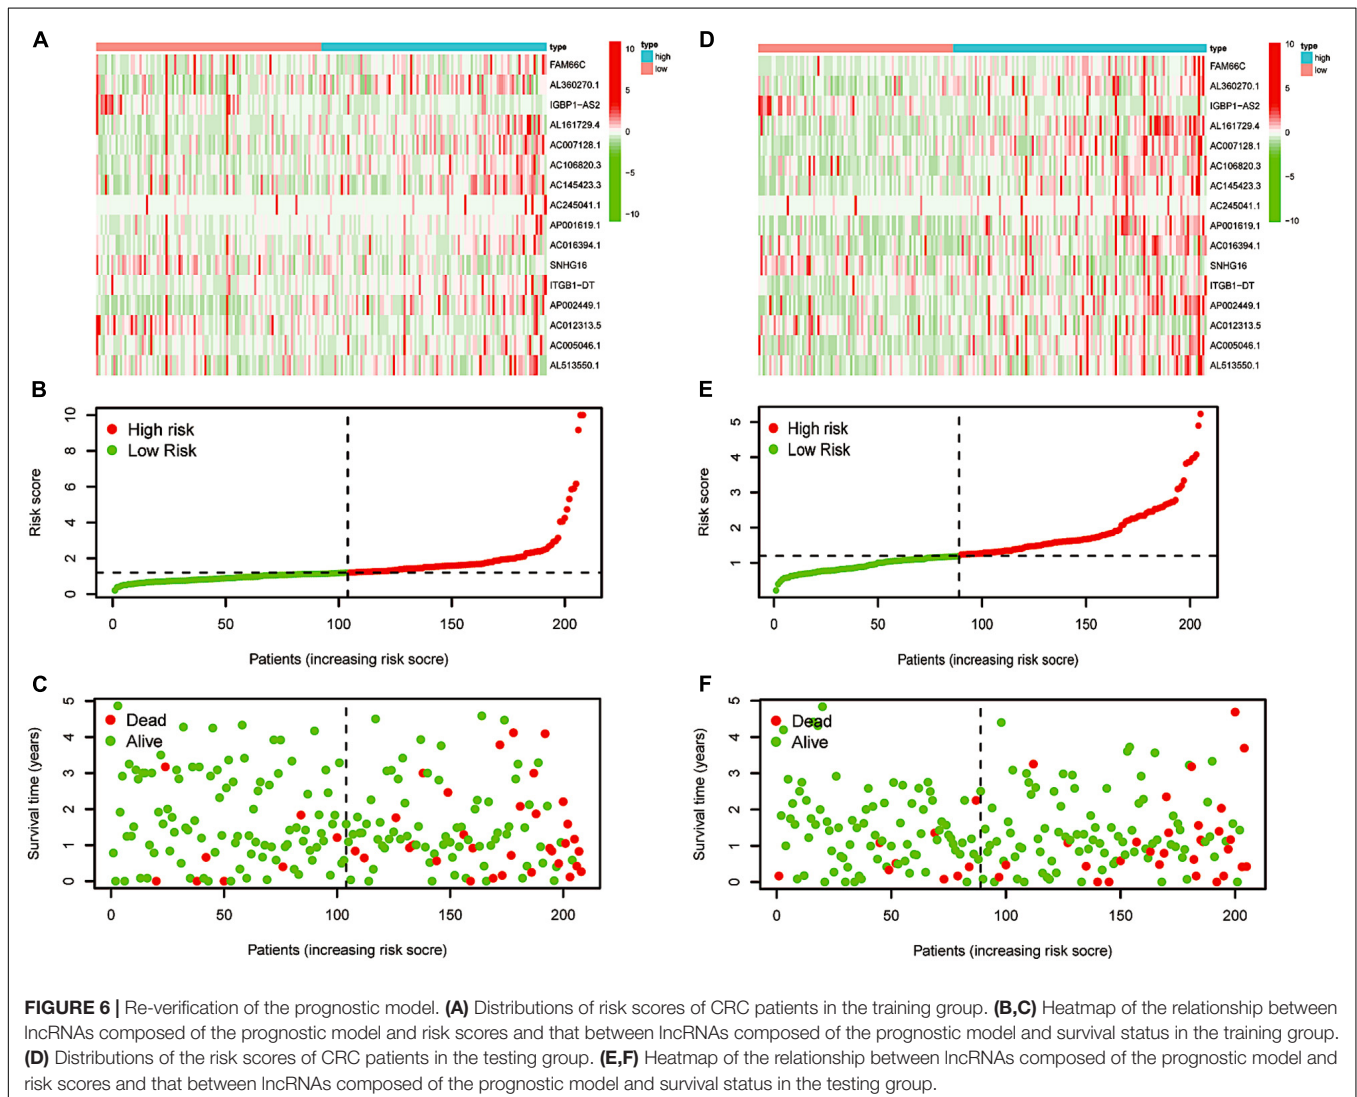 A
type
FAM66C
AL360270.1
IGBP1-AS2
AL161729.4
AC007128.1
AC106820.3
AC145423.3
AC245041.1
AP001619.1
AC016394.1
SNHG16
ITGB1-DT
AP002449.1
AC012313.5
AC005046.1
AL513550.1
10
5
0
-5
-10
type
high
low
D
type
FAM66C
AL360270.1
IGBP1-AS2
AL161729.4
AC007128.1
AC106820.3
AC145423.3
AC245041.1
AP001619.1
AC016394.1
SNHG16
ITGB1-DT
AP002449.1
AC012313.5
AC005046.1
AL513550.1
10
5
0
-5
-10
type
high
low
B
Risk score
10
8
6
4
2
0
High risk
Low Risk
0 50 100 150 200
Patients (increasing risk socre)
E
Risk score
5
4
3
2
1
High risk
Low Risk
0 50 100 150 200
Patients (increasing risk socre)
C
Survival time (years)
5
4
3
2
1
0
Dead
Alive
0 50 100 150 200
Patients (increasing risk socre)
F
Survival time (years)
5
4
3
2
1
0
Dead
Alive
0 50 100 150 200
Patients (increasing risk socre)
FIGURE 6 | Re-verification of the prognostic model. (A) Distributions of risk scores of CRC patients in the training group. (B,C) Heatmap of the relationship between
lncRNAs composed of the prognostic model and risk scores and that between lncRNAs composed of the prognostic model and survival status in the training group.
(D) Distributions of the risk scores of CRC patients in the testing group. (E,F) Heatmap of the relationship between lncRNAs composed of the prognostic model and
risk scores and that between lncRNAs composed of the prognostic model and survival status in the testing group.